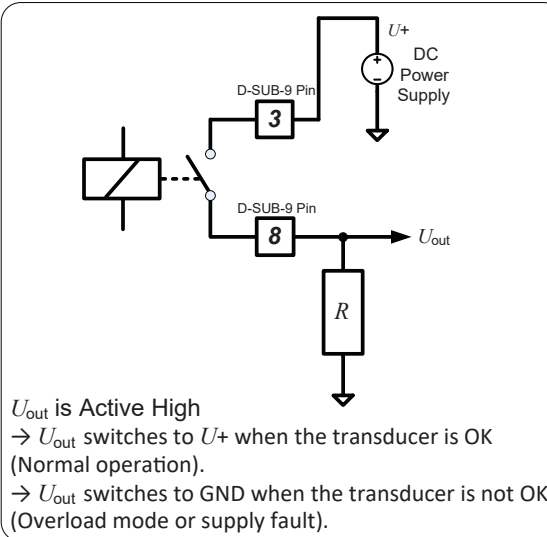 U+
DC
Power
Supply
D-SUB-9 Pin
3
D-SUB-9 Pin
8
Uout
R
Uout is Active High
→ Uout switches to U+ when the transducer is OK
(Normal operation).
→ Uout switches to GND when the transducer is not OK
(Overload mode or supply fault).